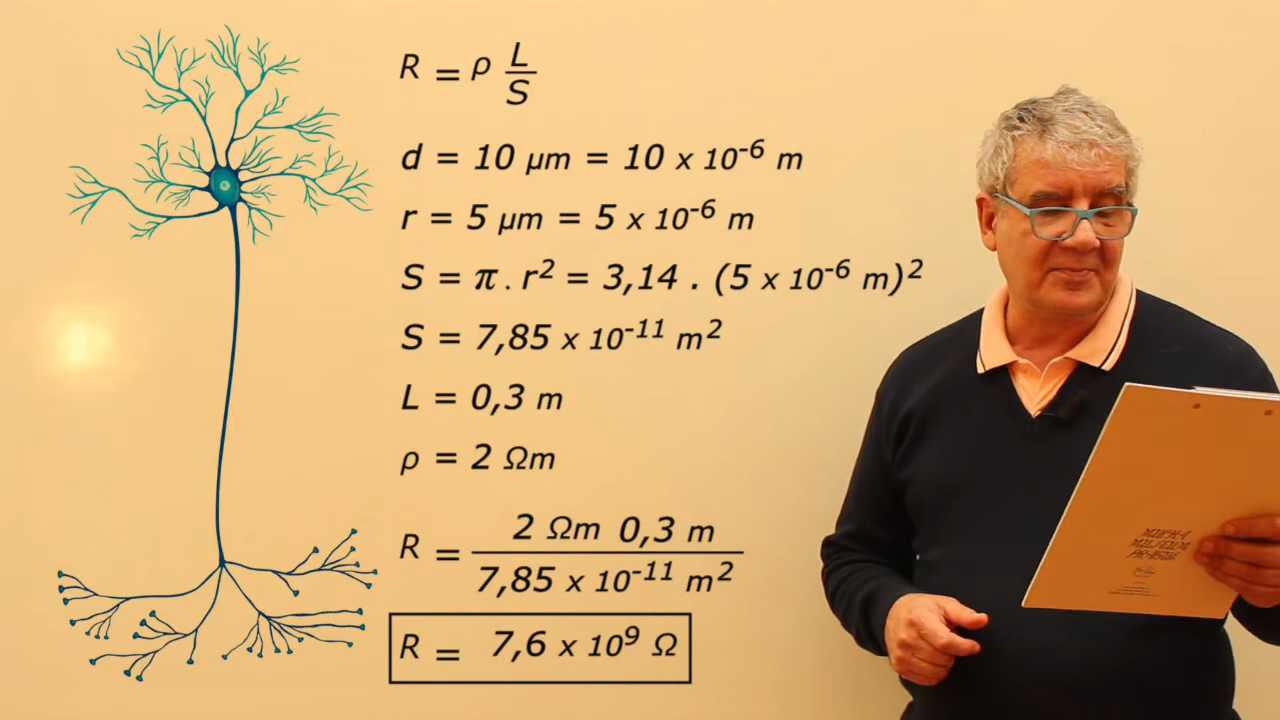 R = ρ L/S
d = 10 µm = 10 x 10⁻⁶ m
r = 5 µm = 5 x 10⁻⁶ m
S = π . r² = 3,14 . (5 x 10⁻⁶ m)²
S = 7,85 x 10⁻¹¹ m²
L = 0,3 m
ρ = 2 Ωm
R = 2 Ωm 0,3 m / 7,85 x 10⁻¹¹ m²
R = 7,6 x 10⁹ Ω